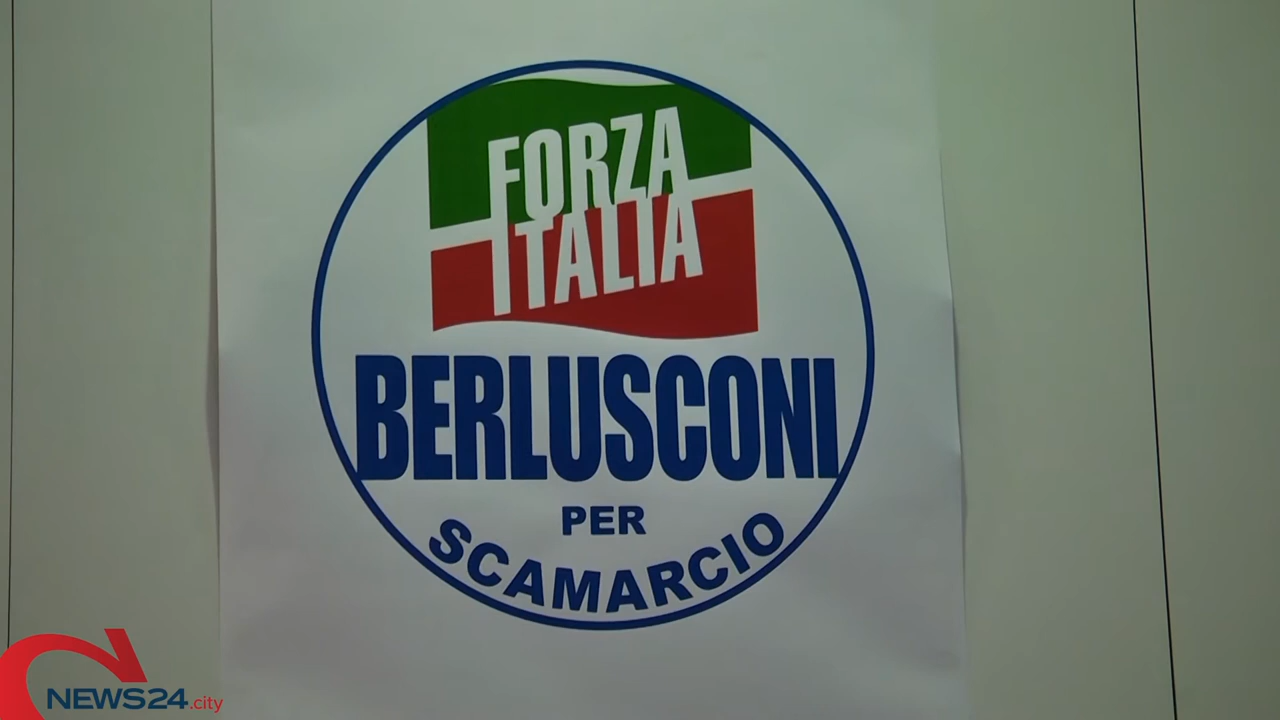 FORZA
ITALIA
BERLUSCONI
PER
SCAMARCIO
NEWS24.city